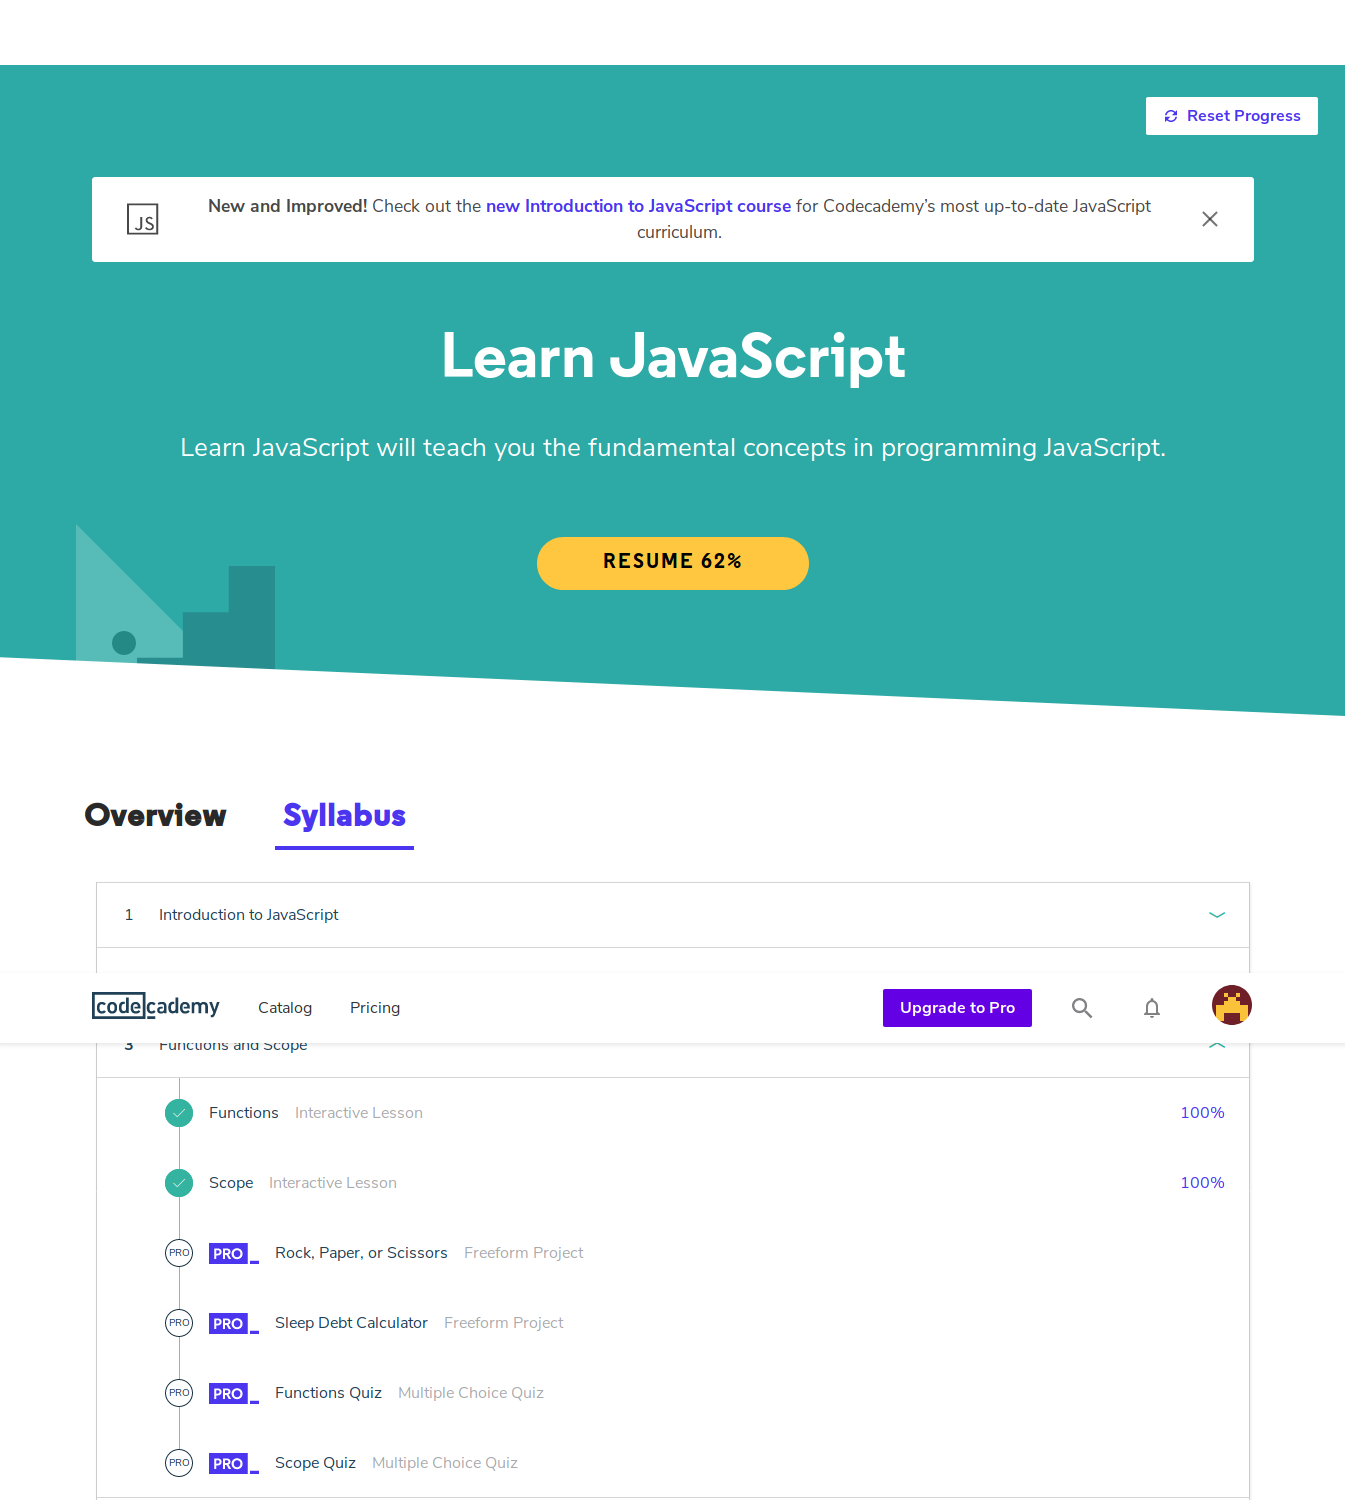 Reset Progress
JS
New and Improved! Check out the new Introduction to JavaScript course for Codecademy's most up-to-date JavaScript
curriculum.
Learn JavaScript
Learn JavaScript will teach you the fundamental concepts in programming JavaScript.
RESUME 62%
Overview Syllabus
1 Introduction to JavaScript
codecademy Catalog Pricing Upgrade to Pro
3 Functions and Scope
Functions Interactive Lesson 100%
Scope Interactive Lesson 100%
PRO PRO_ Rock, Paper, or Scissors Freeform Project
PRO PRO_ Sleep Debt Calculator Freeform Project
PRO PRO_ Functions Quiz Multiple Choice Quiz
PRO PRO_ Scope Quiz Multiple Choice Quiz